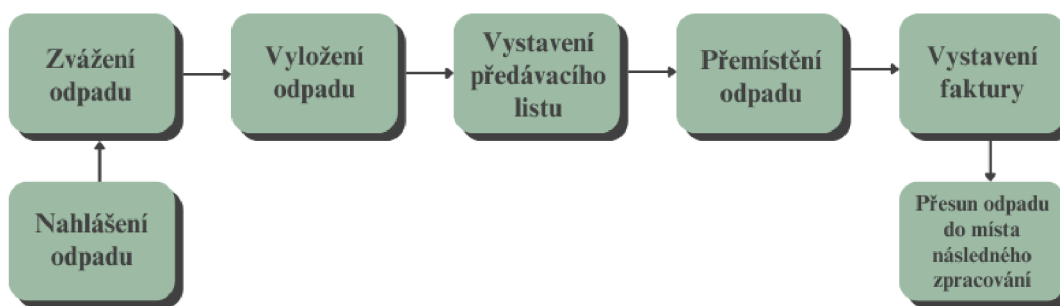 Zvážení
odpadu
Vyložení
odpadu
Vystavení
předávacího
listu
Přemístění
odpadu
Vystavení
faktury
Nahlášení
odpadu
Přesun odpadu
do místa
následného
zpracování